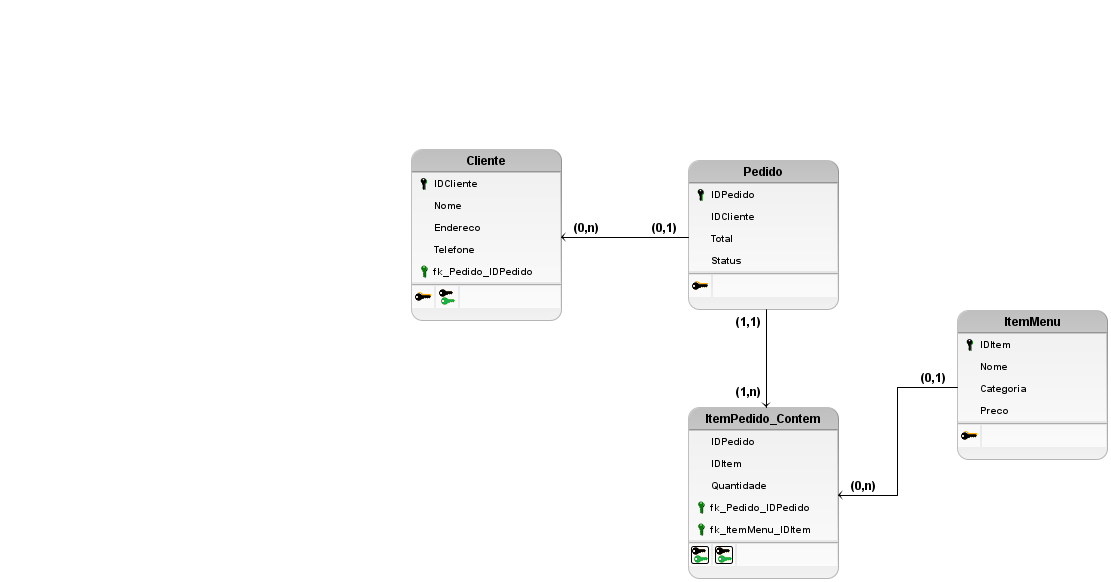 Cliente
IDCliente
Nome
Endereco
Telefone
fk_Pedido_IDPedido
(0,n)
(0,1)
Pedido
IDPedido
IDCliente
Total
Status
(1,1)
(1,n)
ItemPedido_Contem
IDPedido
IDItem
Quantidade
fk_Pedido_IDPedido
fk_ItemMenu_IDItem
(0,n)
(0,1)
ItemMenu
IDItem
Nome
Categoria
Preco